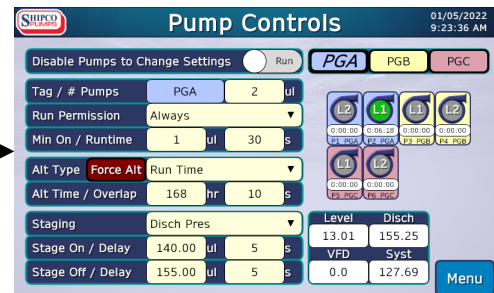 SHIPCO
PUMPS
Pump Controls
01/05/2022
9:23:36 AM
Disable Pumps to Change Settings Run
PGA PGB PGC
Tag / # Pumps PGA 2 ul
Run Permission Always
Min On / Runtime 1 ul 30 s
Alt Type Force Alt Run Time
Alt Time / Overlap 168 hr 10 s
Staging Disch Pres
Stage On / Delay 140.00 ul 5 s
Stage Off / Delay 155.00 ul 5 s
L2 L1 L1 L2
0:00:00 0:06:18 0:00:00 0:00:00
P1 PGA P2 PGA P3 PGB P4 PGB
L1 L2
0:00:00 0:00:00
P5 PGC P6 PGC
Level Disch
13.01 155.25
VFD Syst
0.0 127.69
Menu